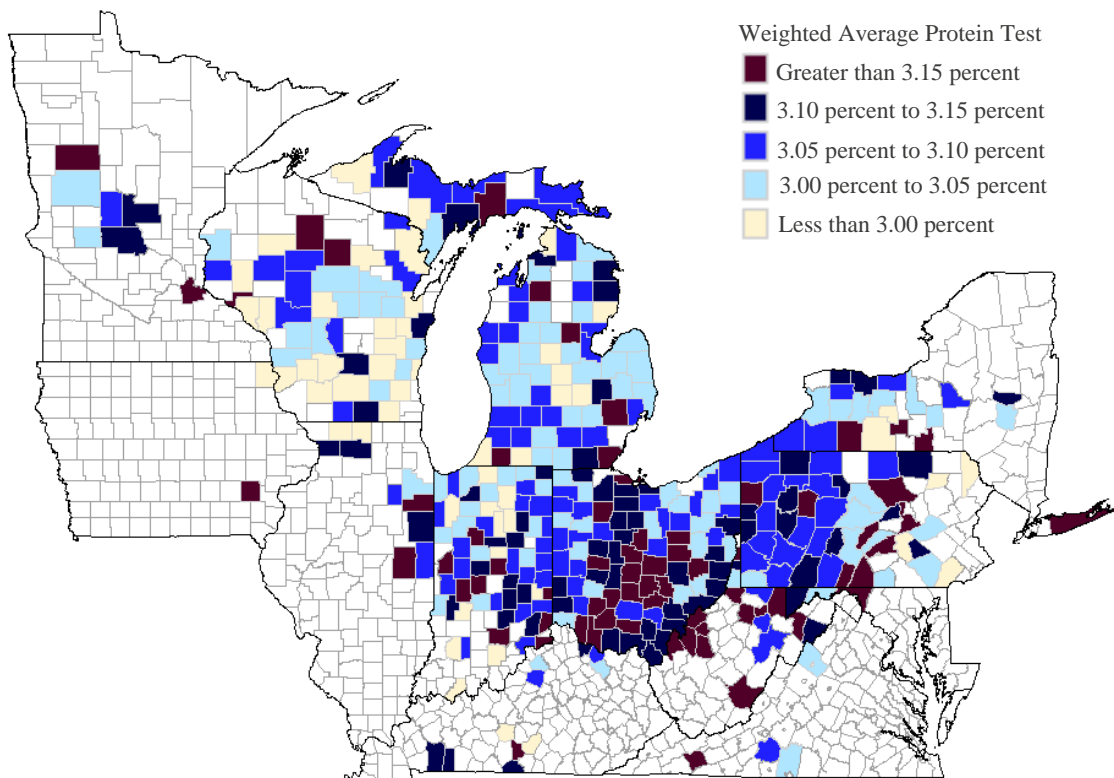 Weighted Average Protein Test
Greater than 3.15 percent
3.10 percent to 3.15 percent
3.05 percent to 3.10 percent
3.00 percent to 3.05 percent
Less than 3.00 percent